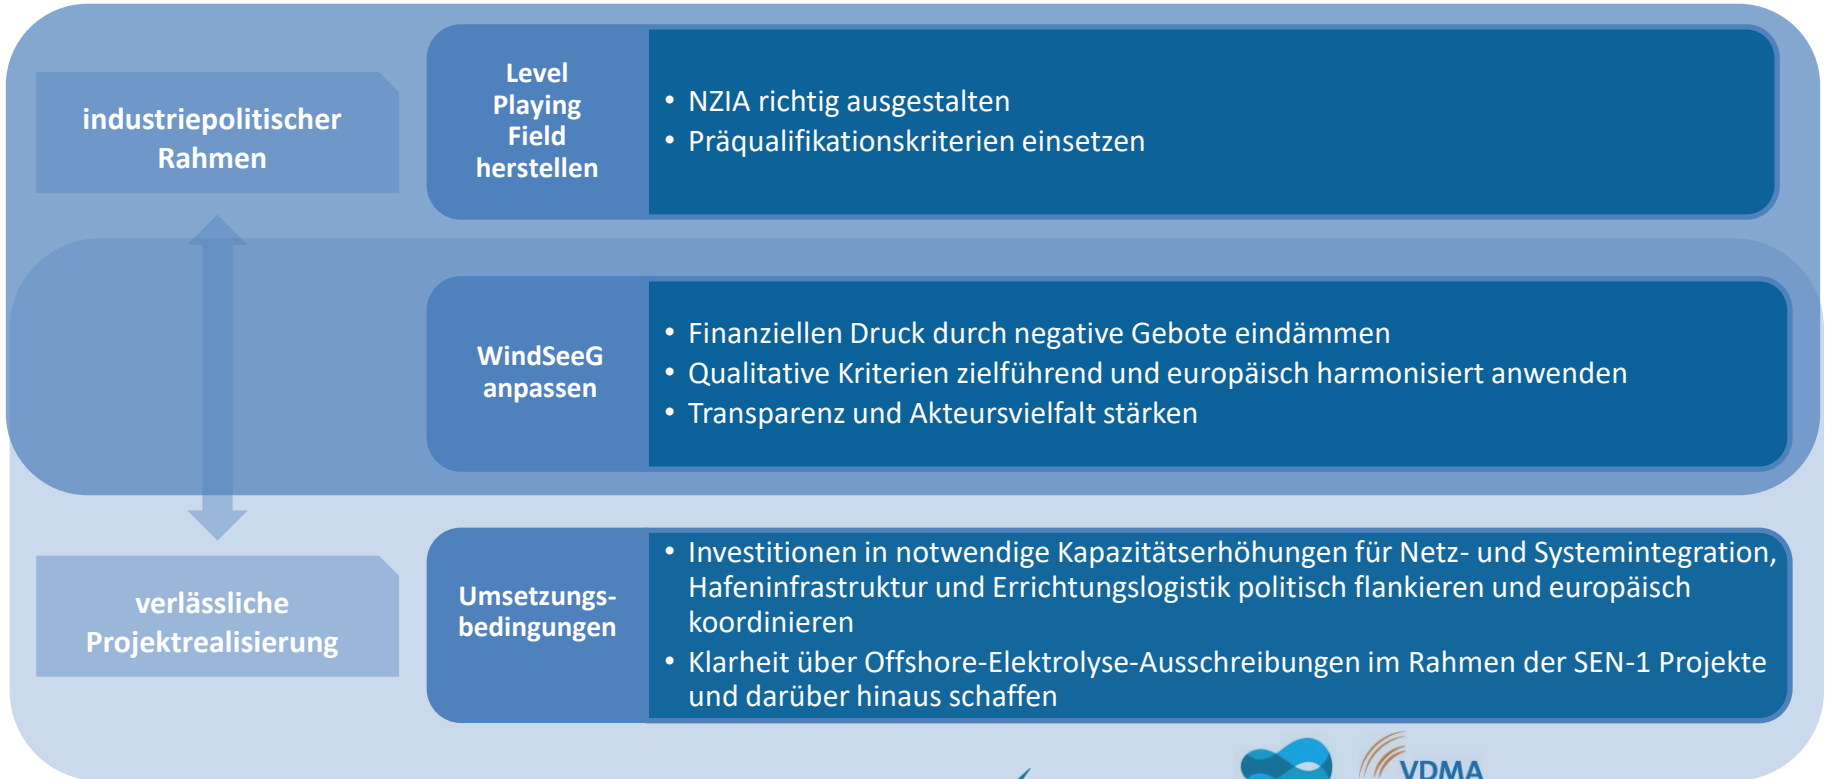 industriepolitischer
Rahmen
Level
Playing
Field
herstellen
• NZIA richtig ausgestalten
• Präqualifikationskriterien einsetzen
WindSeeG
anpassen
• Finanziellen Druck durch negative Gebote eindämmen
• Qualitative Kriterien zielführend und europäisch harmonisiert anwenden
• Transparenz und Akteursvielfalt stärken
verlässliche
Projektrealisierung
Umsetzungs-
bedingungen
• Investitionen in notwendige Kapazitätserhöhungen für Netz- und Systemintegration,
Hafeninfrastruktur und Errichtungslogistik politisch flankieren und europäisch
koordinieren
• Klarheit über Offshore-Elektrolyse-Ausschreibungen im Rahmen der SEN-1 Projekte
und darüber hinaus schaffen
VDMA